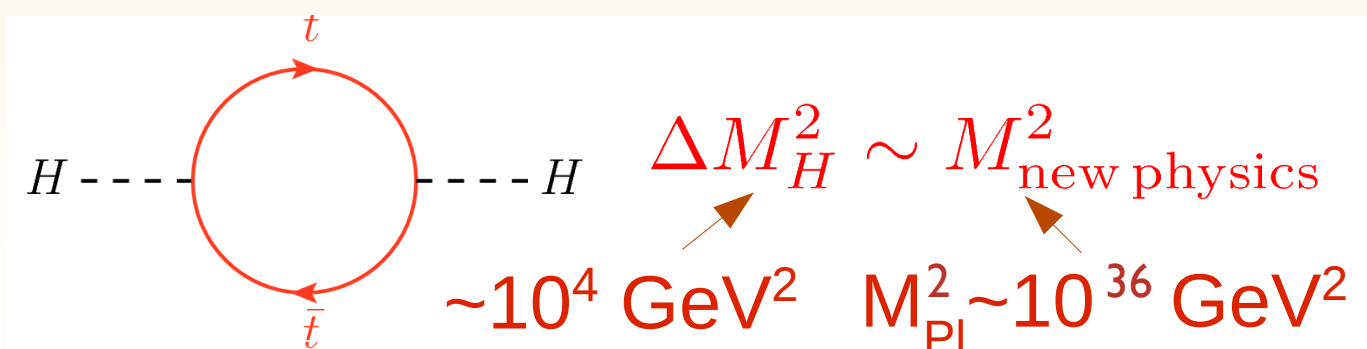 t
H H ΔM²_H ∼ M²_new physics
t̄
~10⁴ GeV² M²_Pl~10³⁶ GeV²